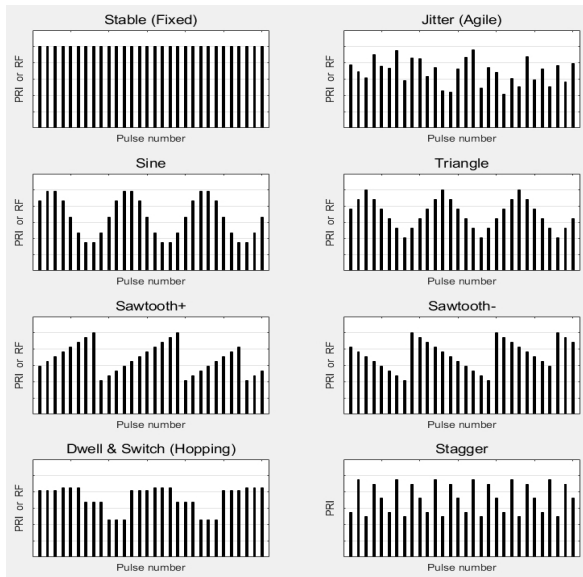 Stable (Fixed)
PRI or RF
Pulse number
Jitter (Agile)
PRI or RF
Pulse number
Sine
PRI or RF
Pulse number
Triangle
PRI or RF
Pulse number
Sawtooth+
PRI or RF
Pulse number
Sawtooth-
PRI or RF
Pulse number
Dwell & Switch (Hopping)
PRI or RF
Pulse number
Stagger
PRI
Pulse number